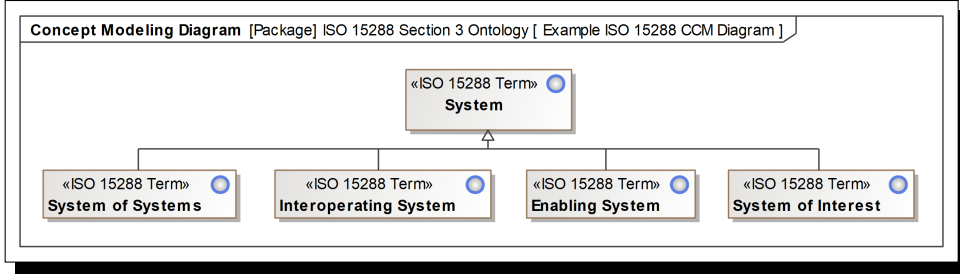 Concept Modeling Diagram [Package] ISO 15288 Section 3 Ontology [ Example ISO 15288 CCM Diagram ]
«ISO 15288 Term»
System
«ISO 15288 Term»
System of Systems
«ISO 15288 Term»
Interoperating System
«ISO 15288 Term»
Enabling System
«ISO 15288 Term»
System of Interest